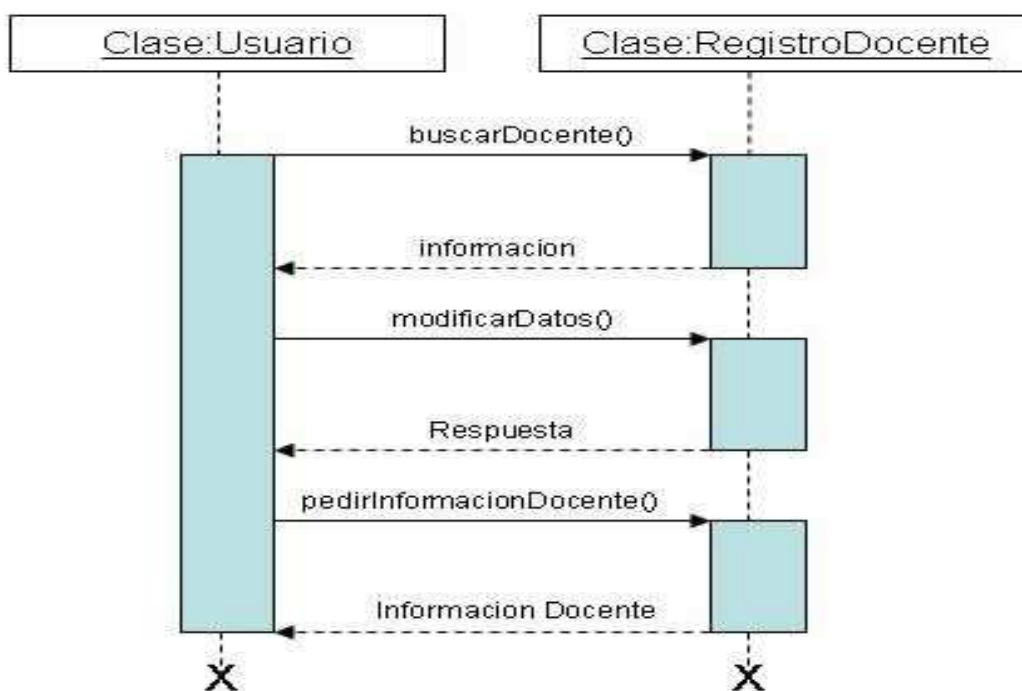 Clase:Usuario
Clase:RegistroDocente
buscarDocente()
informacion
modificarDatos()
Respuesta
pedirInformacionDocente()
Informacion Docente
X
X